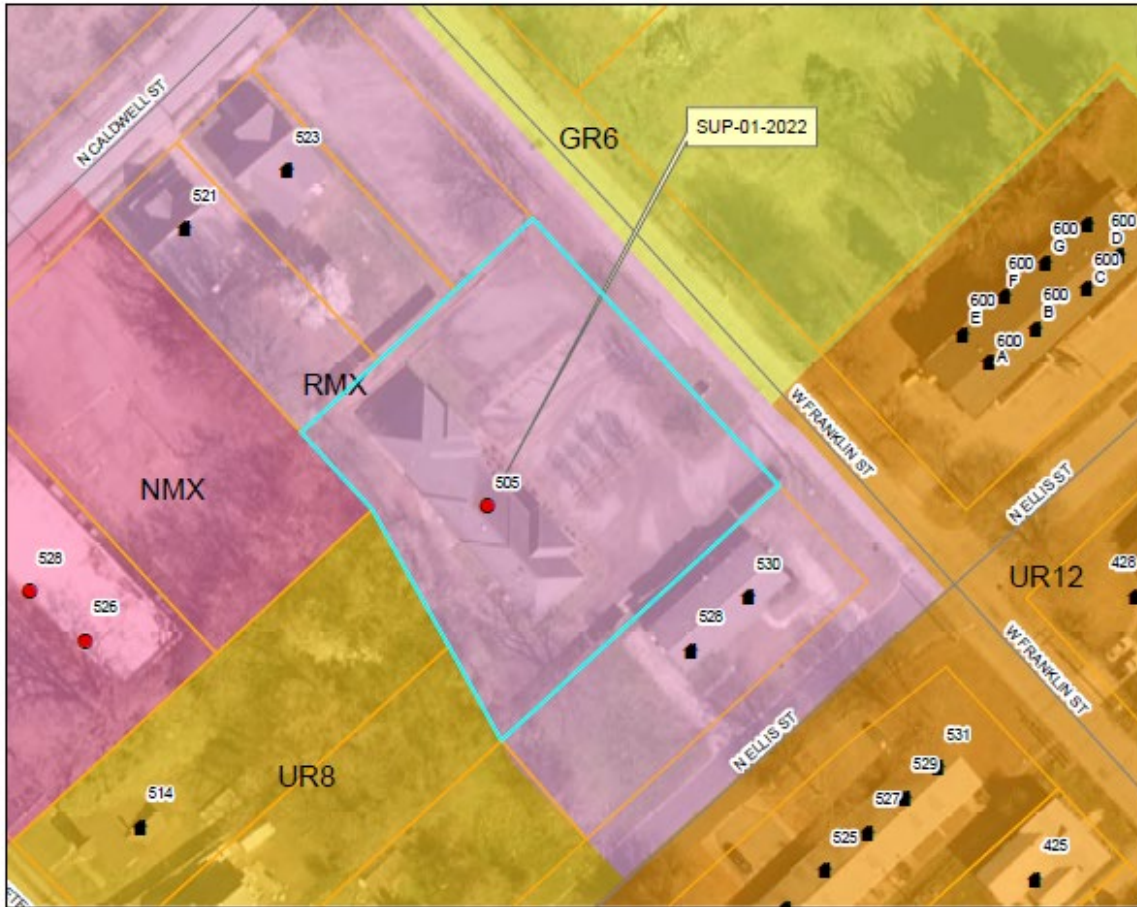 N CALDWELL ST
523
521
GR6
SUP-01-2022
600
G
600
D
600
F
600
C
600
E
600
B
600
A
RMX
W FRANKLIN ST
NMX
505
N ELLIS ST
528
526
530
528
UR12
428
W FRANKLIN ST
N ELLIS ST
UR8
514
531
529
527
525
425